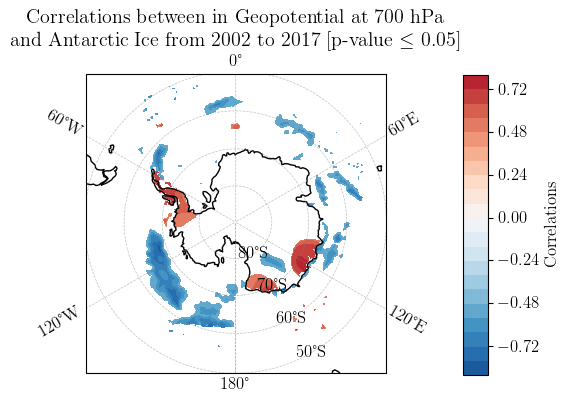 Correlations between in Geopotential at 700 hPa
and Antarctic Ice from 2002 to 2017 [p-value ≤ 0.05]
0°
60°W
60°E
80°S
70°S
60°S
50°S
120°W
120°E
180°
0.72
0.48
0.24
0.00
−0.24
−0.48
−0.72
Correlations